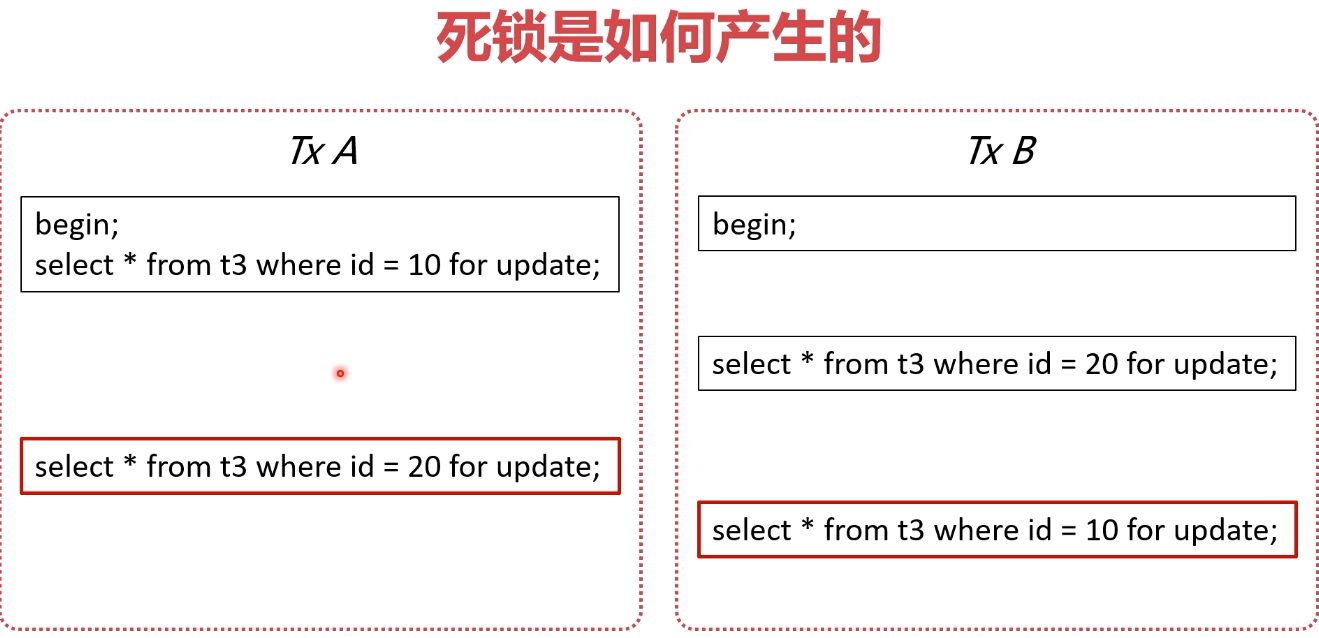 死锁是如何产生的
Tx A
begin;
select * from t3 where id = 10 for update;
select * from t3 where id = 20 for update;
Tx B
begin;
select * from t3 where id = 20 for update;
select * from t3 where id = 10 for update;